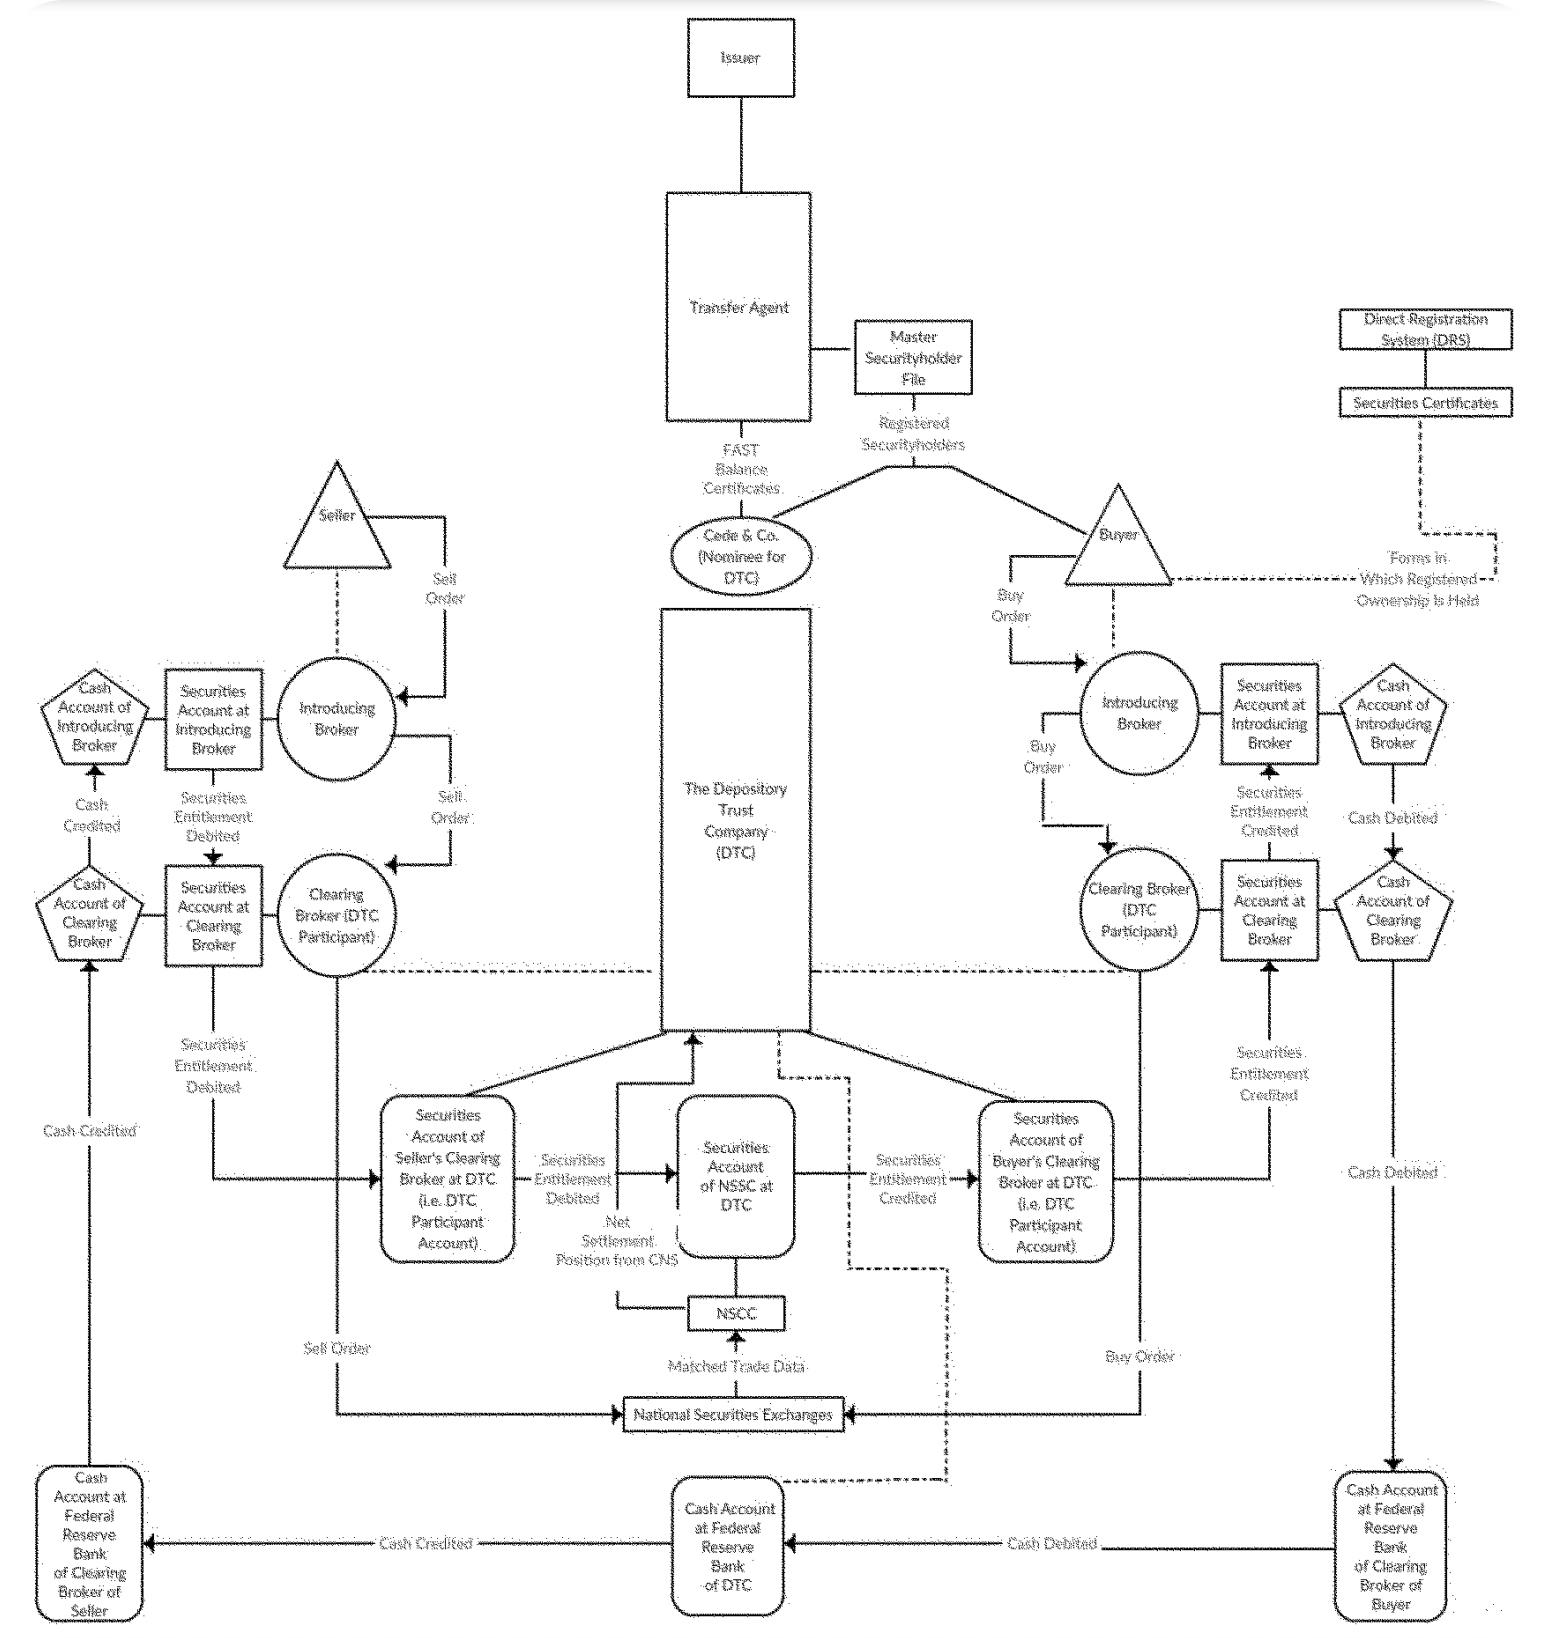 Issuer
Transfer Agent
Master
Securityholder
File
Direct Registration
System (DRS)
Securities Certificates
Registered
Securityholders
FAST
Balance
Certificates
Seller
Sell
Order
Cede & Co.
(Nominee for
DTC)
Buyer
Buy
Order
Forms in
Which Registered
Ownership is Held
Cash
Account of
Introducing
Broker
Securities
Account at
Introducing
Broker
Introducing
Broker
Introducing
Broker
Securities
Account at
Introducing
Broker
Cash
Account of
Introducing
Broker
Cash
Credited
Securities
Entitlement
Debited
Sell
Order
The Depository
Trust
Company
(DTC)
Buy
Order
Securities
Entitlement
Credited
Cash Debited
Cash
Account of
Clearing
Broker
Securities
Account at
Clearing
Broker
Clearing
Broker (DTC
Participant)
Clearing Broker
(DTC
Participant)
Securities
Account at
Clearing
Broker
Cash
Account of
Clearing
Broker
Securities
Entitlement
Debited
Securities
Entitlement
Credited
Cash Credited
Securities
Account of
Seller's Clearing
Broker at DTC
(i.e. DTC
Participant
Account)
Securities
Entitlement
Debited
Securities
Account
of NSSC at
DTC
Securities
Entitlement
Credited
Securities
Account of
Buyer's Clearing
Broker at DTC
(i.e. DTC
Participant
Account)
Cash Debited
Net
Settlement
Position from CNS
NSCC
Sell Order
Matched Trade Data
Buy Order
National Securities Exchanges
Cash
Account at
Federal
Reserve
Bank
of Clearing
Broker of
Seller
Cash Credited
Cash Account
at Federal
Reserve
Bank
of DTC
Cash Debited
Cash Account
at Federal
Reserve
Bank
of Clearing
Broker of
Buyer